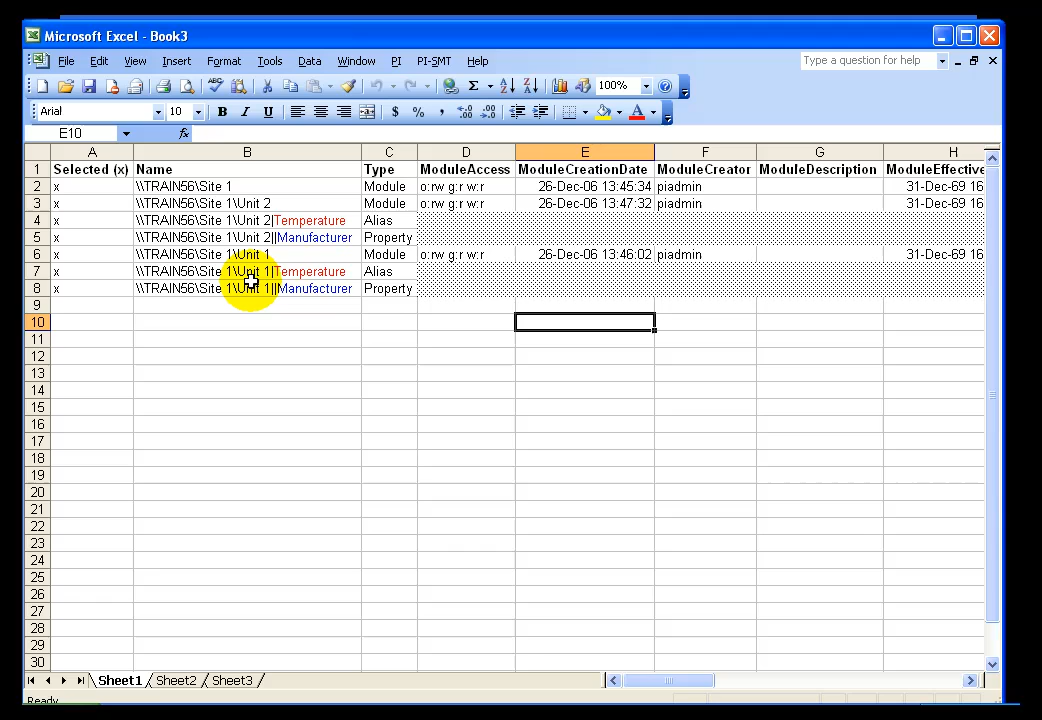 Microsoft Excel - Book3
File Edit View Insert Format Tools Data Window PI PI-SMT Help Type a question for help
100%
Arial 10 B I U $ % ,
E10 fx
A B C D E F G H
1 Selected (x) Name Type ModuleAccess ModuleCreationDate ModuleCreator ModuleDescription ModuleEffective
2 x \\TRAIN56\Site 1 Module o:rw g:r w:r 26-Dec-06 13:45:34 piadmin 31-Dec-69 16
3 x \\TRAIN56\Site 1\Unit 2 Module o:rw g:r w:r 26-Dec-06 13:47:32 piadmin 31-Dec-69 16
4 x \\TRAIN56\Site 1\Unit 2|Temperature Alias
5 x \\TRAIN56\Site 1\Unit 2||Manufacturer Property
6 x \\TRAIN56\Site 1\Unit 1 Module o:rw g:r w:r 26-Dec-06 13:46:02 piadmin 31-Dec-69 16
7 x \\TRAIN56\Site 1\Unit 1|Temperature Alias
8 x \\TRAIN56\Site 1\Unit 1||Manufacturer Property
9
10
11
12
13
14
15
16
17
18
19
20
21
22
23
24
25
26
27
28
29
30
Sheet1 Sheet2 Sheet3
Ready